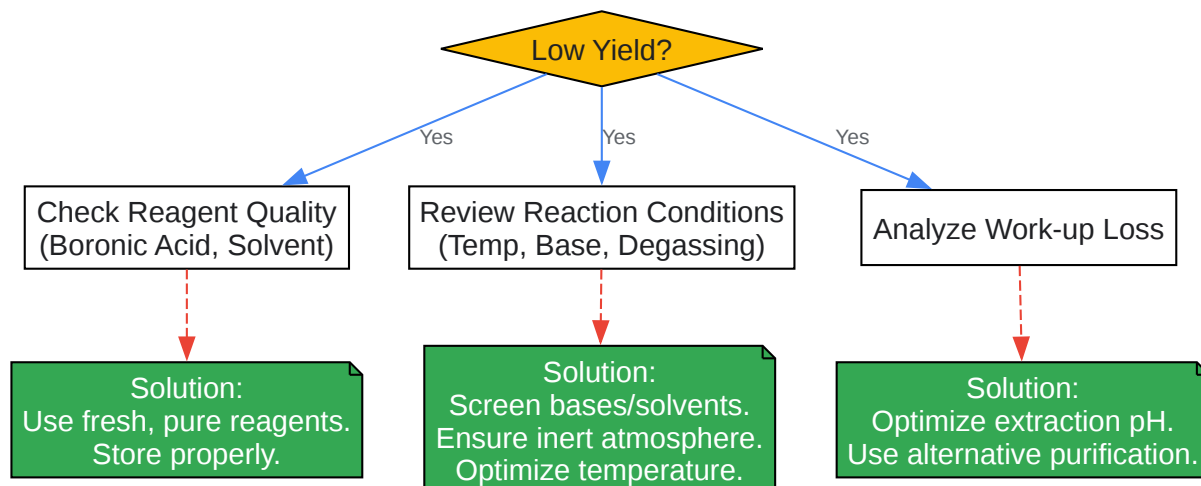 Low Yield?
Yes
Yes
Yes
Check Reagent Quality
(Boronic Acid, Solvent)
Review Reaction Conditions
(Temp, Base, Degassing)
Analyze Work-up Loss
Solution:
Use fresh, pure reagents.
Store properly.
Solution:
Screen bases/solvents.
Ensure inert atmosphere.
Optimize temperature.
Solution:
Optimize extraction pH.
Use alternative purification.